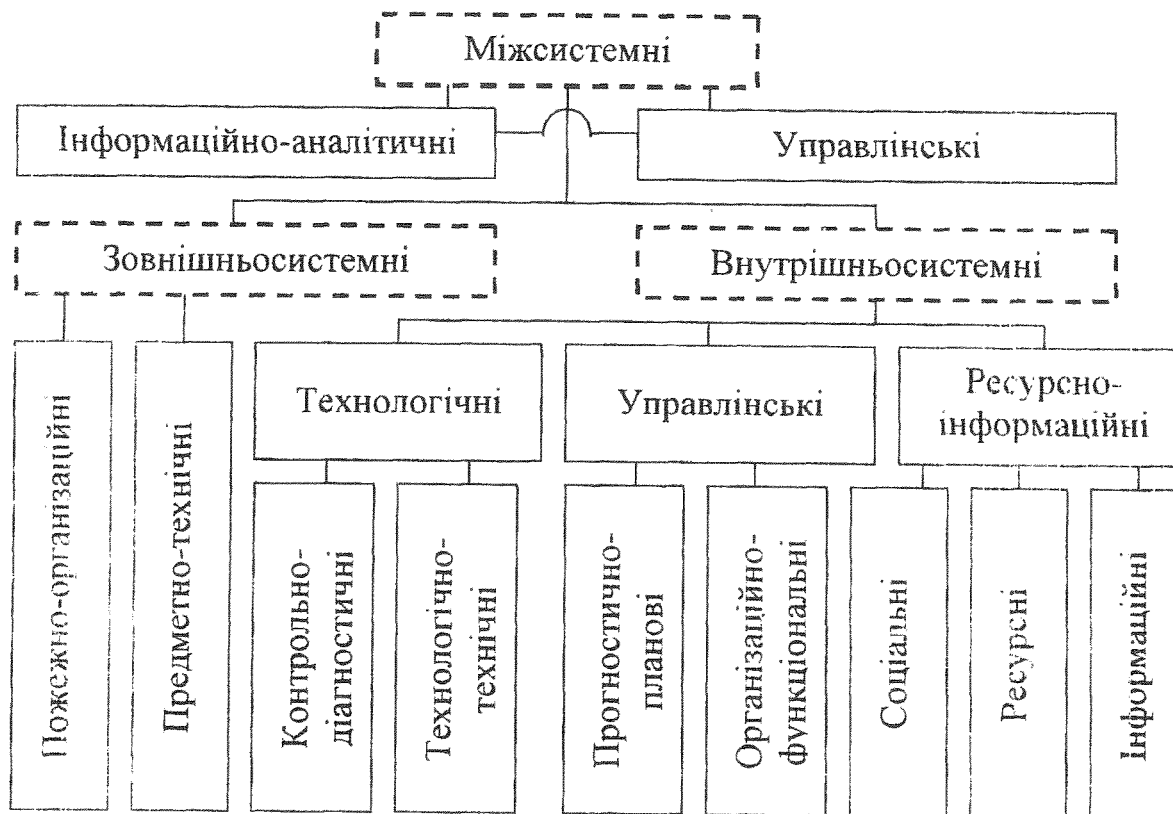 Міжсистемні
Інформаційно-аналітичні
Управлінські
Зовнішньосистемні
Внутрішньосистемні
Технологічні
Управлінські
Ресурсно-
інформаційні
Пожежно-організаційні
Предметно-технічні
Контрольно-
діагностичні
Технологічно-
технічні
Прогностично-
планові
Організаційно-
функціональні
Соціальні
Ресурсні
Інформаційні